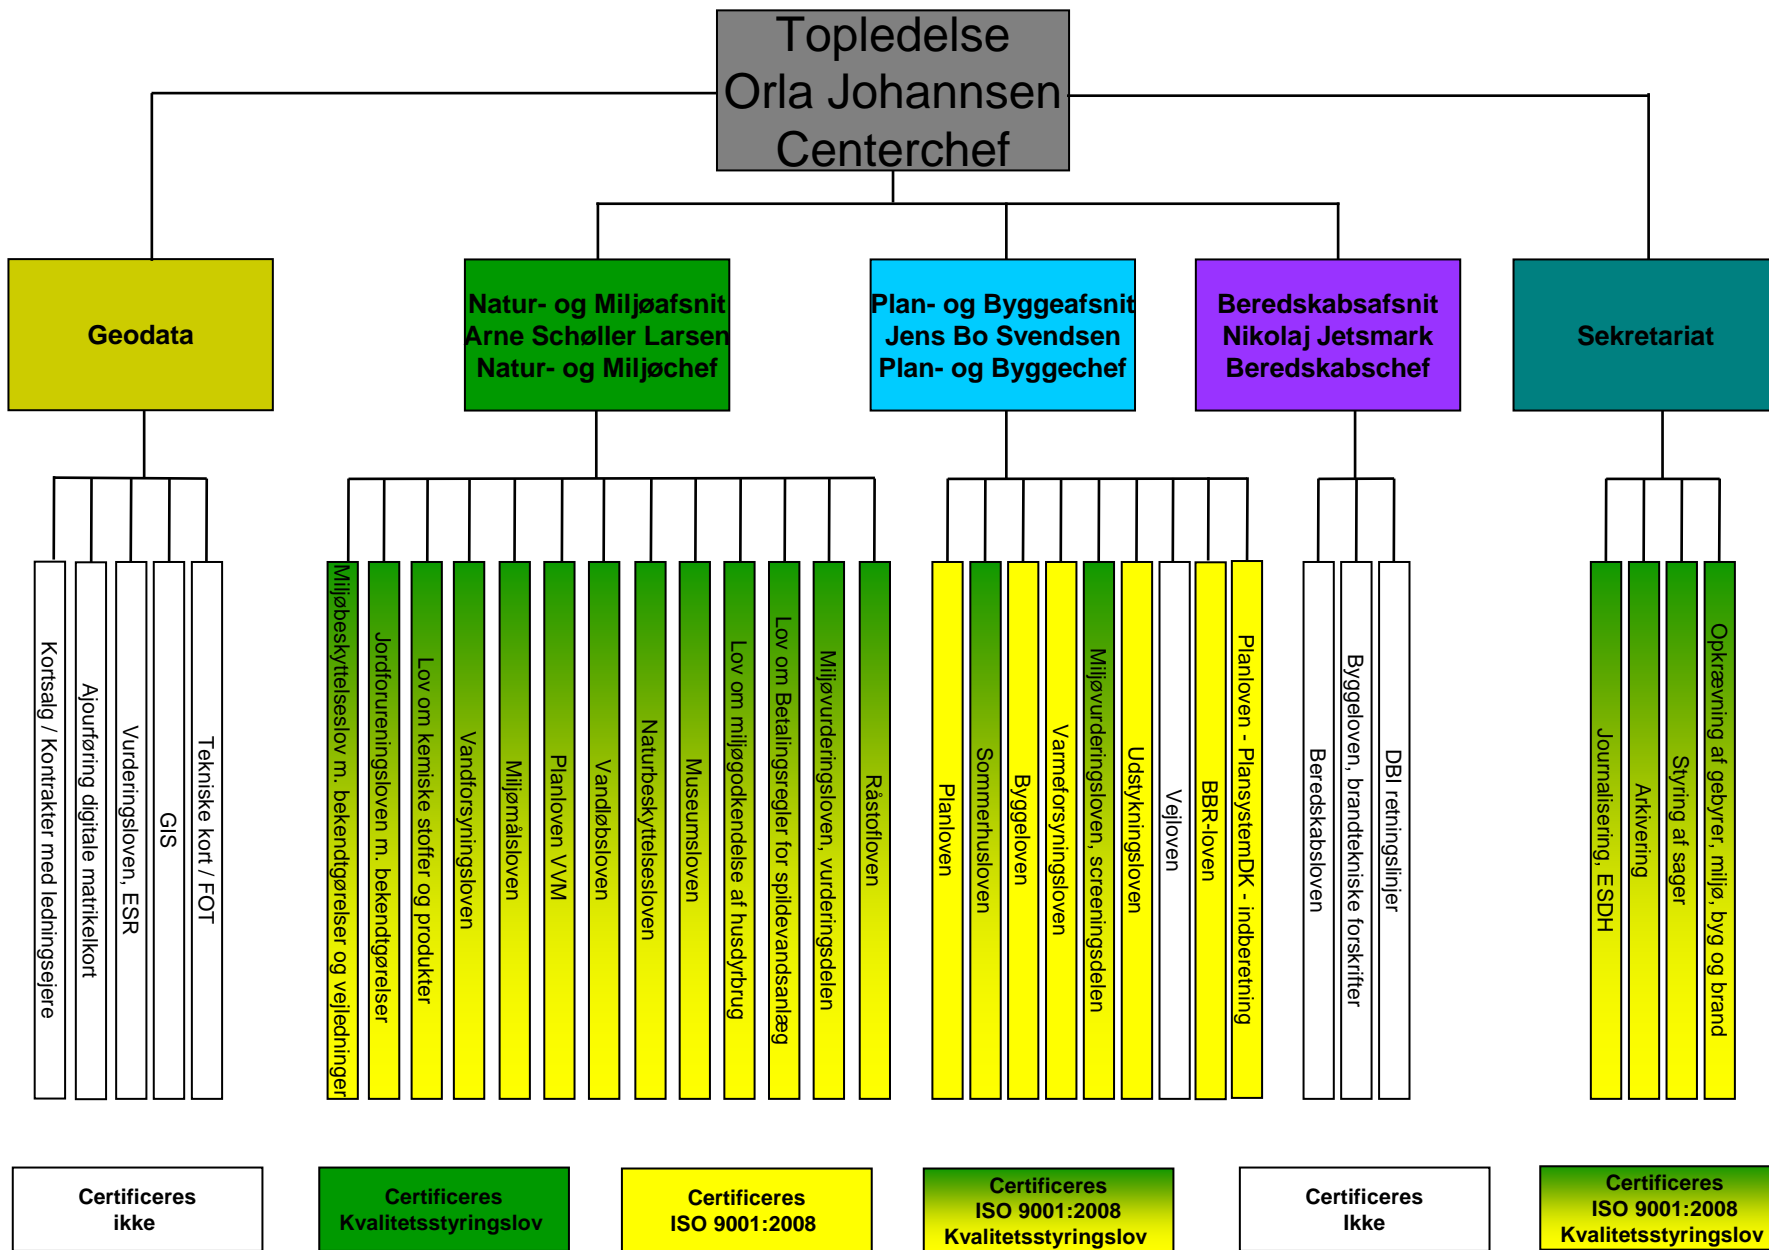 Topledelse
Orla Johannsen
Centerchef
Geodata
Natur- og Miljøafsnit
Arne Schøller Larsen
Natur- og Miljøchef
Plan- og Byggeafsnit
Jens Bo Svendsen
Plan- og Byggechef
Beredskabsafsnit
Nikolaj Jetsmark
Beredskabschef
Sekretariat
Kortsalg / Kontrakter med ledningsejere
Ajourføring digitale matrikelkort
Vurderingsloven, ESR
GIS
Tekniske kort / FOT
Miljøbeskyttelseslov m. bekendtgørelser og vejledninger
Jordforureningsloven m. bekendtgørelser
Lov om kemiske stoffer og produkter
Vandforsyningsloven
Miljømålsloven
Planloven VVM
Vandløbsloven
Naturbeskyttelsesloven
Museumsloven
Lov om miljøgodkendelse af husdyrbrug
Lov om Betalingsregler for spildevandsanlæg
Miljøvurderingsloven, vurderingsdelen
Råstofloven
Planloven
Sommerhusloven
Byggeloven
Varmeforsyningsloven
Miljøvurderingsloven, screeningsdelen
Udstykningsloven
Vejloven
BBR-loven
Planloven - PlansystemDK - indberetning
Beredskabsloven
Byggeloven, brandtekniske forskrifter
DBI retningslinjer
Journalisering, ESDH
Arkivering
Styring af sager
Opkrævning af gebyrer, miljø, byg og brand
Certificeres
ikke
Certificeres
Kvalitetsstyringslov
Certificeres
ISO 9001:2008
Certificeres
ISO 9001:2008
Kvalitetsstyringslov
Certificeres
Ikke
Certificeres
ISO 9001:2008
Kvalitetsstyringslov